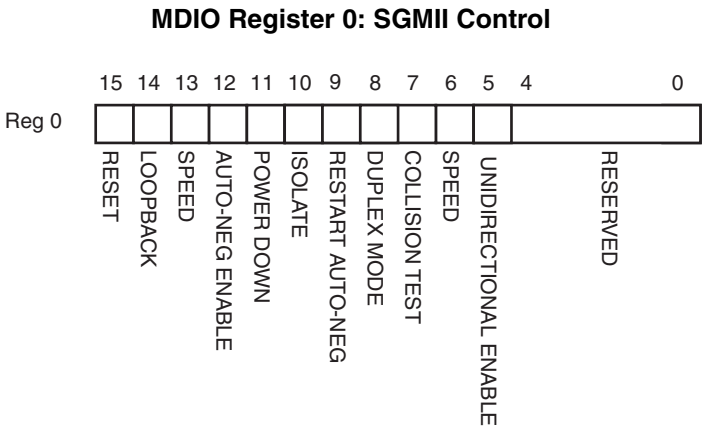 MDIO Register 0: SGMII Control
15 14 13 12 11 10 9 8 7 6 5 4 0
Reg 0
RESET
LOOPBACK
SPEED
AUTO-NEG ENABLE
POWER DOWN
ISOLATE
RESTART AUTO-NEG
DUPLEX MODE
COLLISION TEST
SPEED
UNIDIRECTIONAL ENABLE
RESERVED